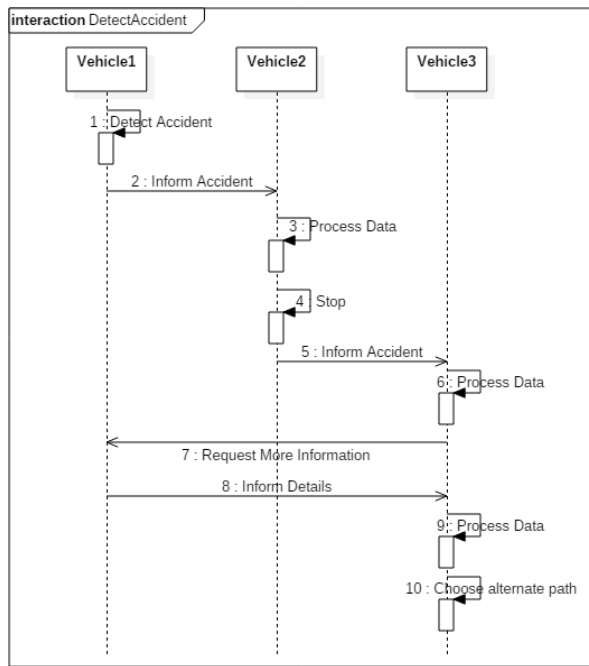 interaction DetectAccident
Vehicle1
Vehicle2
Vehicle3
1 : Detect Accident
2 : Inform Accident
3 : Process Data
4 : Stop
5 : Inform Accident
6 : Process Data
7 : Request More Information
8 : Inform Details
9 : Process Data
10 : Choose alternate path